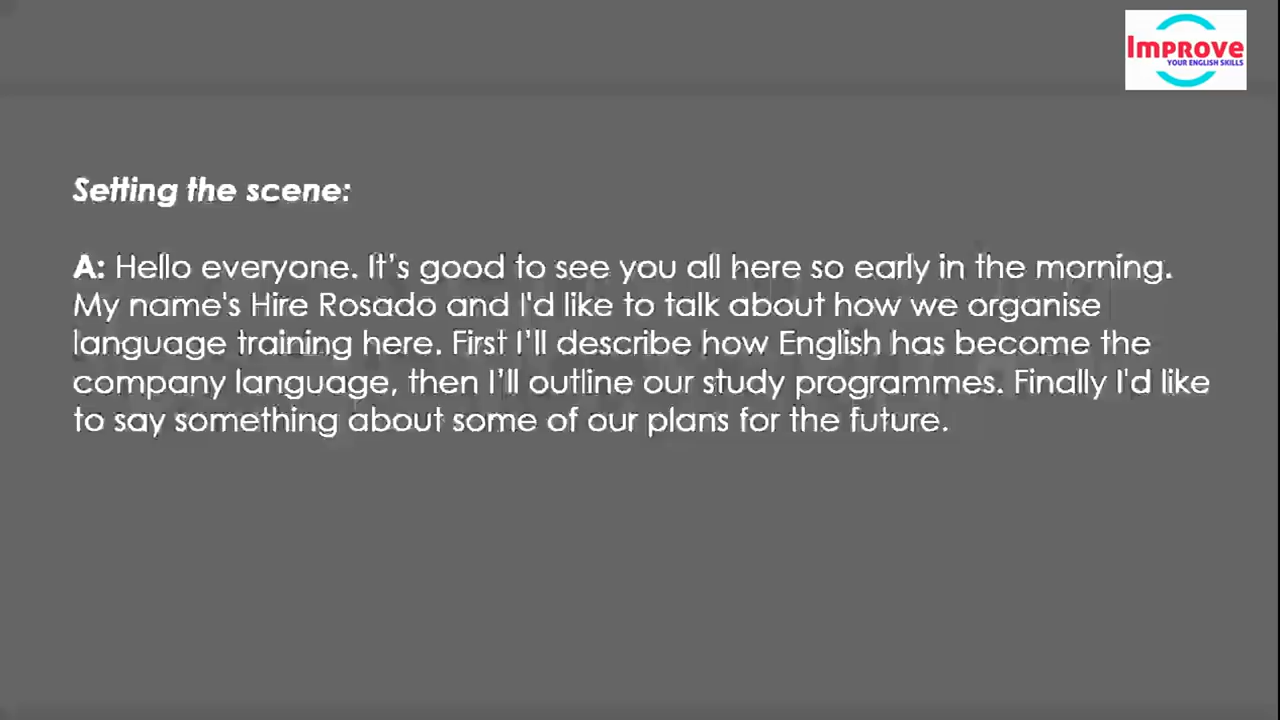 Improve
YOUR ENGLISH SKILLS
Setting the scene:
A: Hello everyone. It's good to see you all here so early in the morning.
My name's Hire Rosado and I'd like to talk about how we organise
language training here. First I'll describe how English has become the
company language, then I'll outline our study programmes. Finally I'd like
to say something about some of our plans for the future.